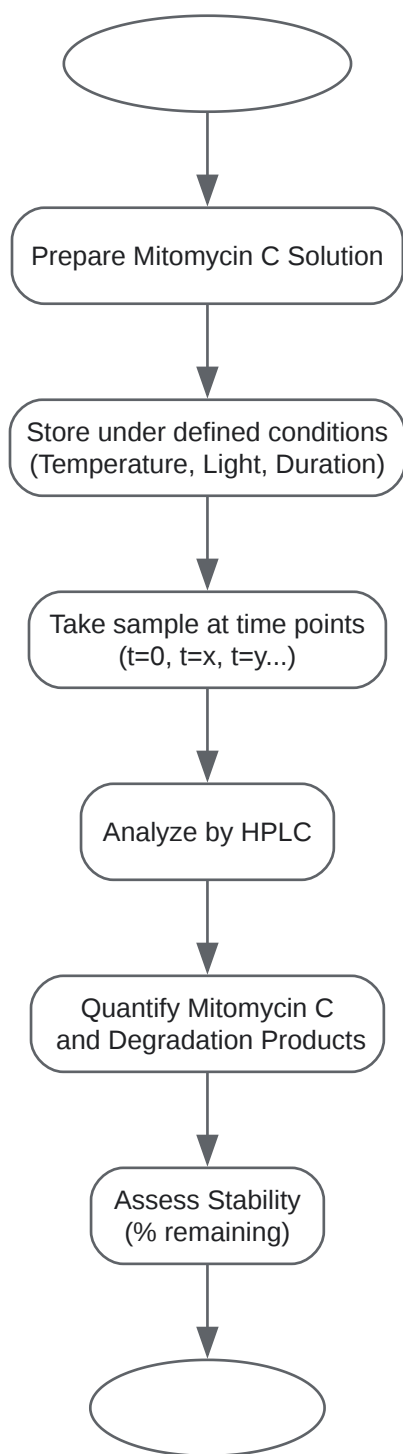 Prepare Mitomycin C Solution
Store under defined conditions
(Temperature, Light, Duration)
Take sample at time points
(t=0, t=x, t=y...)
Analyze by HPLC
Quantify Mitomycin C
and Degradation Products
Assess Stability
(% remaining)